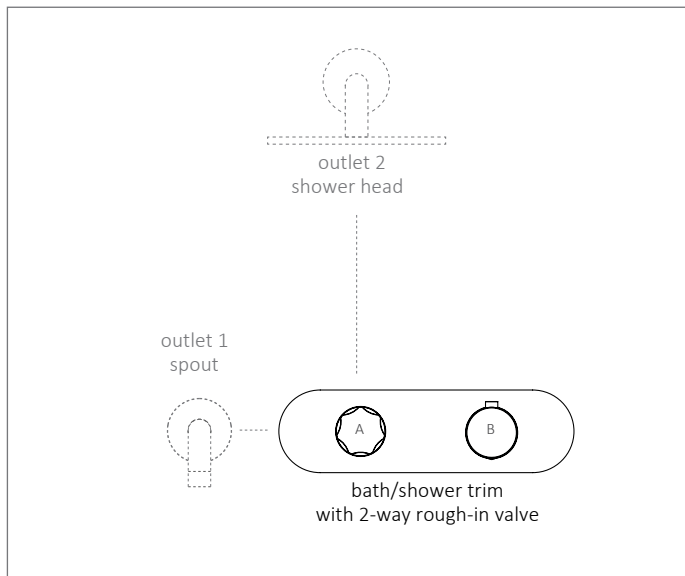 outlet 2
shower head
outlet 1
spout
A
B
bath/shower trim
with 2-way rough-in valve